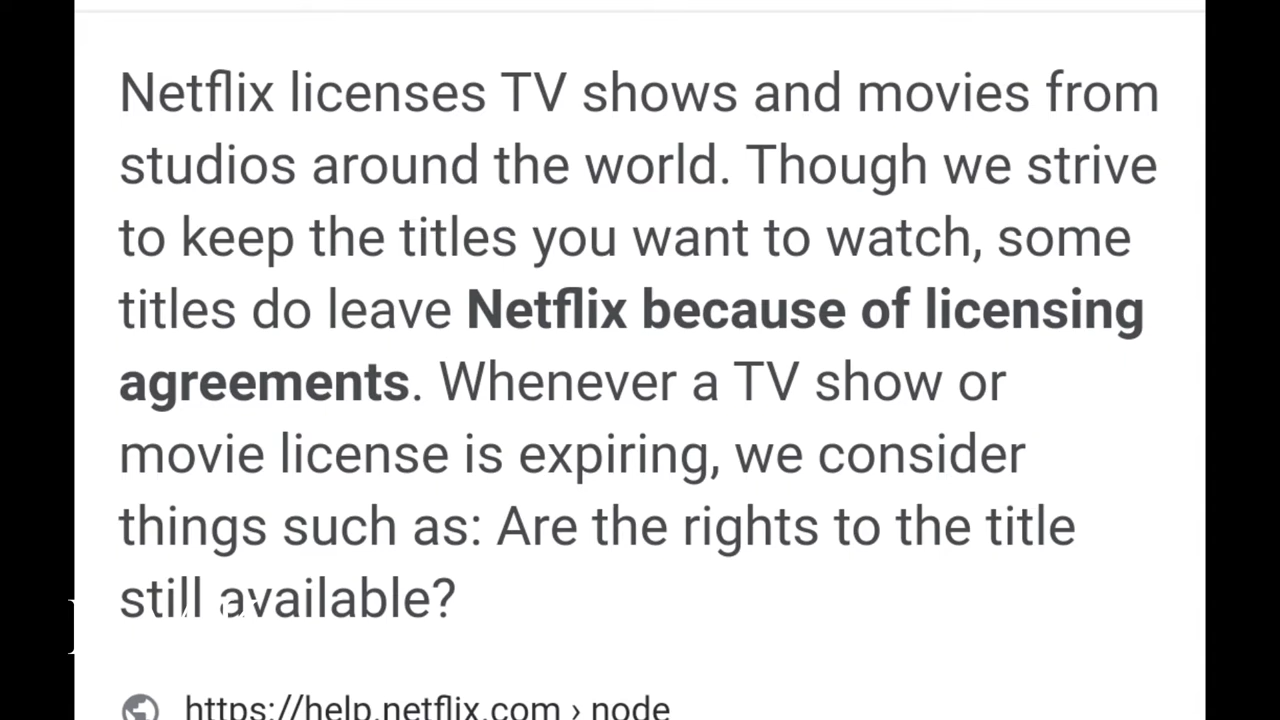 Netflix licenses TV shows and movies from
studios around the world. Though we strive
to keep the titles you want to watch, some
titles do leave Netflix because of licensing
agreements. Whenever a TV show or
movie license is expiring, we consider
things such as: Are the rights to the title
still available?
https://help.netflix.com › node